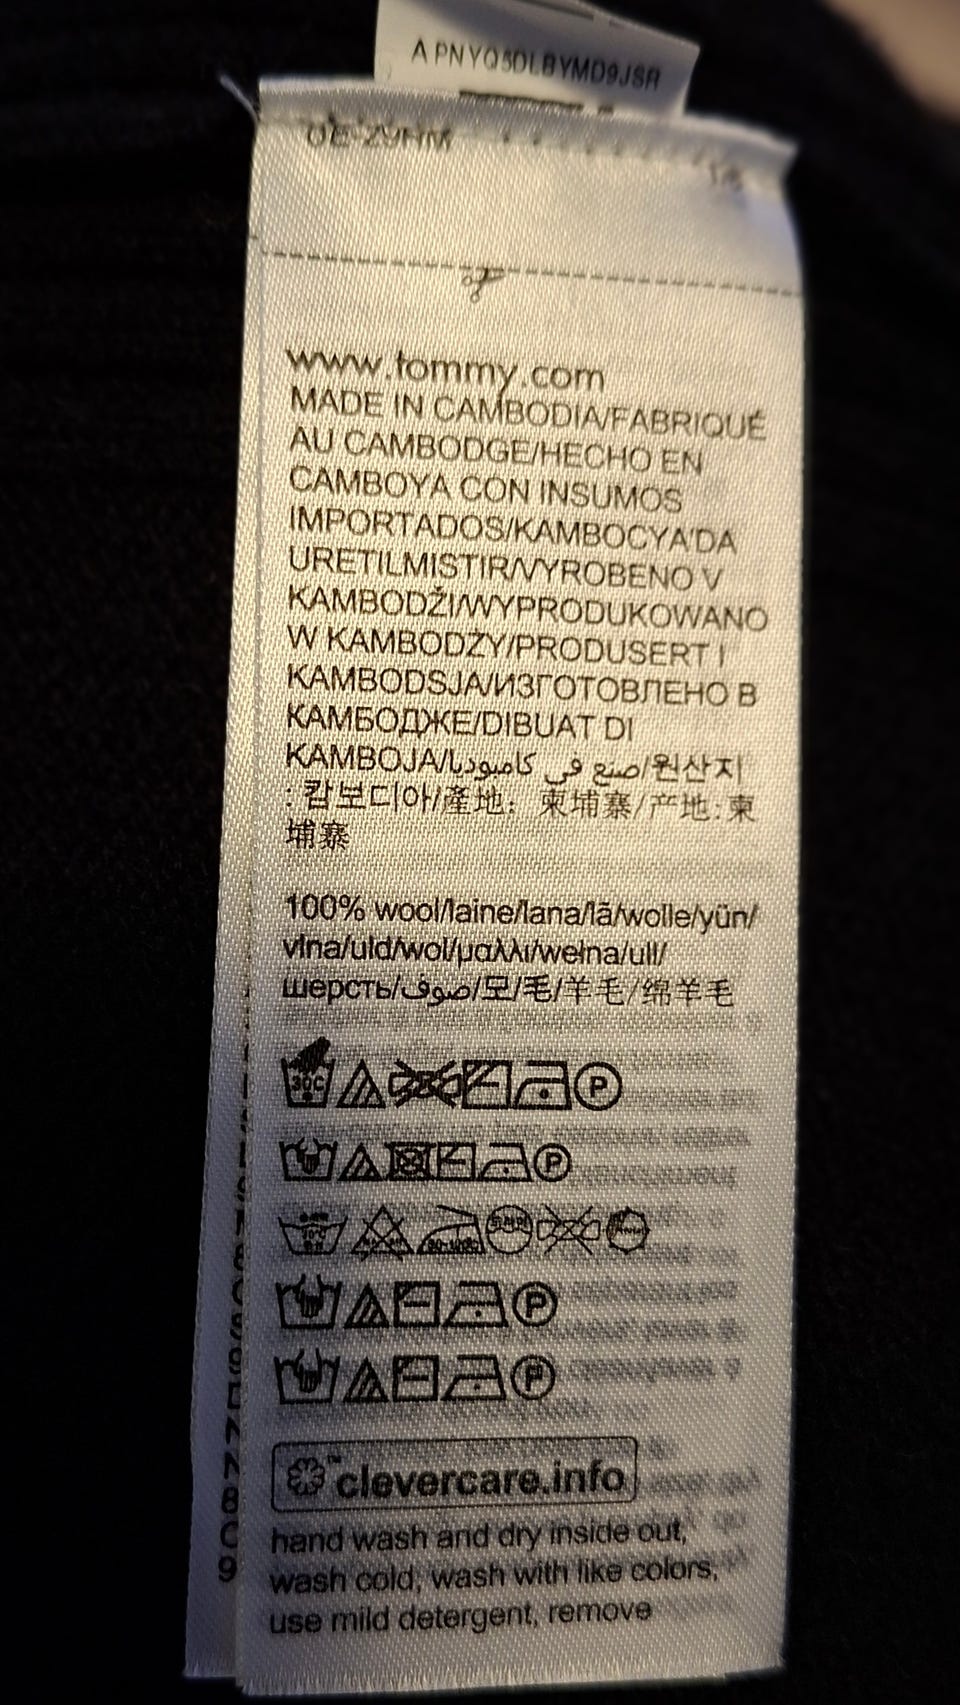 A PNYQ5DLBYMD9JSR
www.tommy.com
MADE IN CAMBODIA/FABRIQUÉ
AU CAMBODGE/HECHO EN
CAMBOYA CON INSUMOS
IMPORTADOS/KAMBOCYA'DA
URETILMISTIR/VYROBENO V
KAMBODŽI/WYPRODUKOWANO
W KAMBODŻY/PRODUSERT I
KAMBODSJA/ИЗГОТОВЛЕНО В
КАМБОДЖЕ/DIBUAT DI
KAMBOJA/صنع في كامبوديا/원산지
: 캄보디아/產地: 柬埔寨/产地: 柬
埔寨
100% wool/laine/lana/lã/wolle/yün/
vlna/uld/wol/μαλλι/wełna/ull/
шерсть/صوف/모/毛/羊毛/绵羊毛
30C P
P
P
P
™clevercare.info
hand wash and dry inside out,
wash cold, wash with like colors,
use mild detergent, remove